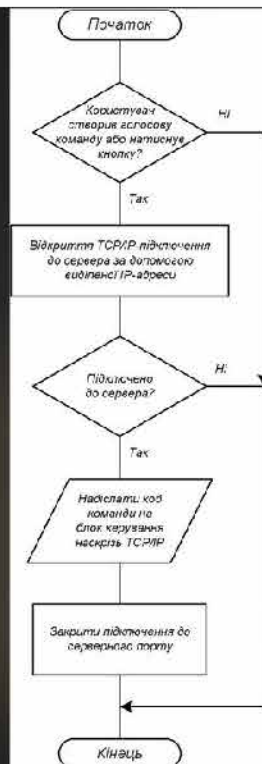 Початок
Користувач
створив голосову
команду або натиснув
кнопку?
Ні
Так
Відкриття TCP/IP підключення
до сервера за допомогою
виділеної IP-адреси
Підключено
до сервера?
Ні
Так
Надіслати код
команди на
блок керування
наскрізь TCP/IP
Закрити підключення до
серверного порту
Кінець